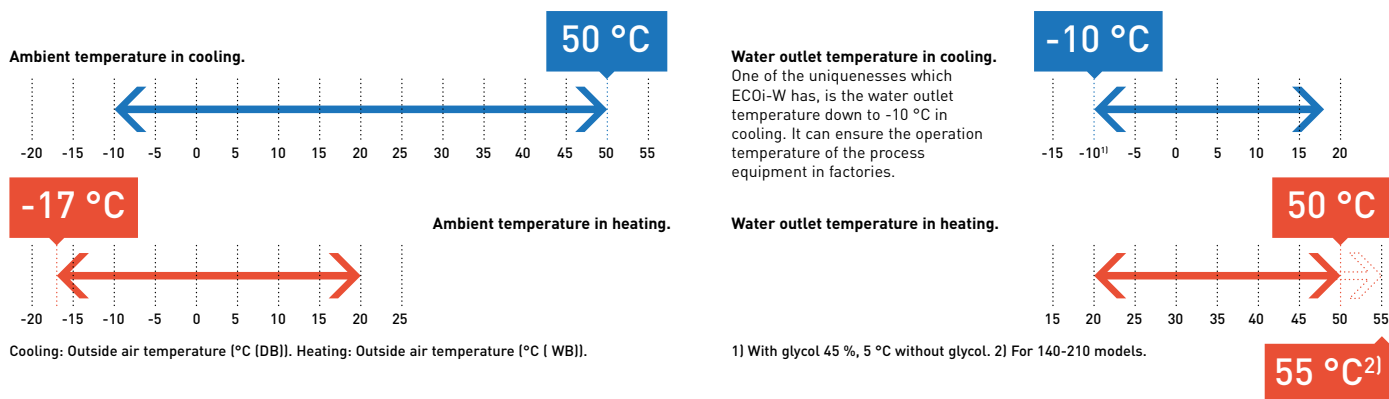 50 °C
Ambient temperature in cooling.
-20 -15 -10 -5 0 5 10 15 20 25 30 35 40 45 50 55
-17 °C
Ambient temperature in heating.
-20 -15 -10 -5 0 5 10 15 20 25
Cooling: Outside air temperature (°C (DB)). Heating: Outside air temperature (°C ( WB)).
-10 °C
Water outlet temperature in cooling.
One of the uniquenesses which
ECOi-W has, is the water outlet
temperature down to -10 °C in
cooling. It can ensure the operation
temperature of the process
equipment in factories.
-15 -10¹⁾ -5 0 5 10 15 20
50 °C
Water outlet temperature in heating.
15 20 25 30 35 40 45 50 55
1) With glycol 45 %, 5 °C without glycol. 2) For 140-210 models.
55 °C²⁾